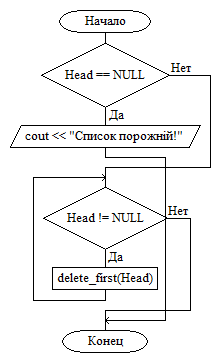 Начало
Head == NULL
Нет
Да
cout << "Список порожній!"
Head != NULL
Нет
Да
delete_first(Head)
Конец